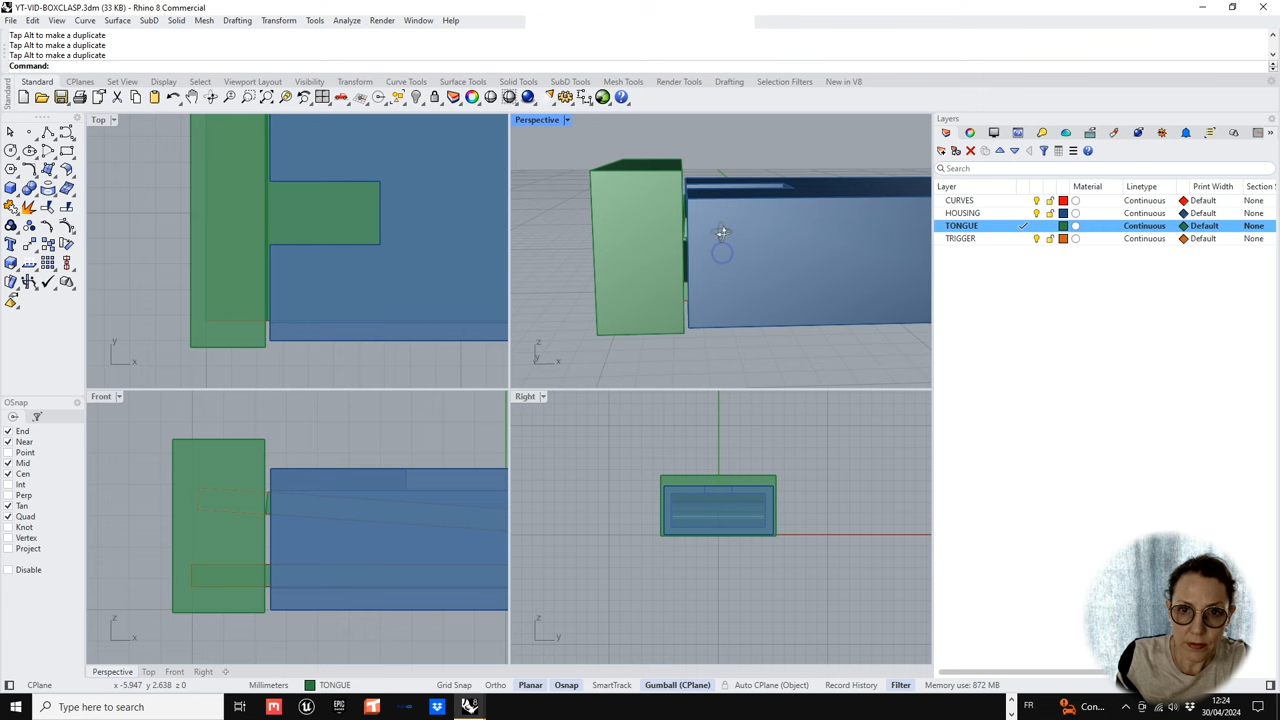 YT-VID-BOXCLASP.3dm (33 KB) - Rhino 8 Commercial
File Edit View Curve Surface SubD Solid Mesh Drafting Transform Tools Analyze Render Window Help
Tap Alt to make a duplicate
Tap Alt to make a duplicate
Tap Alt to make a duplicate
Command:
Standard CPlanes Set View Display Select Viewport Layout Visibility Transform Curve Tools Surface Tools Solid Tools SubD Tools Mesh Tools Render Tools Drafting Selection Filters New in V8
Standard
Top
Perspective
Layers
Search
Layer Material Linetype Print Width Section
CURVES Continuous Default None
HOUSING Continuous Default None
TONGUE Continuous Default None
TRIGGER Continuous Default None
y
x
z
y
x
Front
Right
z
x
z
y
OSnap
End
Near
Point
Mid
Cen
Int
Perp
Tan
Quad
Knot
Vertex
Project
Disable
Perspective Top Front Right
CPlane x -5.947 y 2.638 z 0 Millimeters TONGUE Grid Snap Ortho Planar Osnap SmartTrack Gumball (CPlane) Auto CPlane (Object) Record History Filter Memory use: 872 MB
Type here to search
EPIC
Con...
FR
12:24
30/04/2024